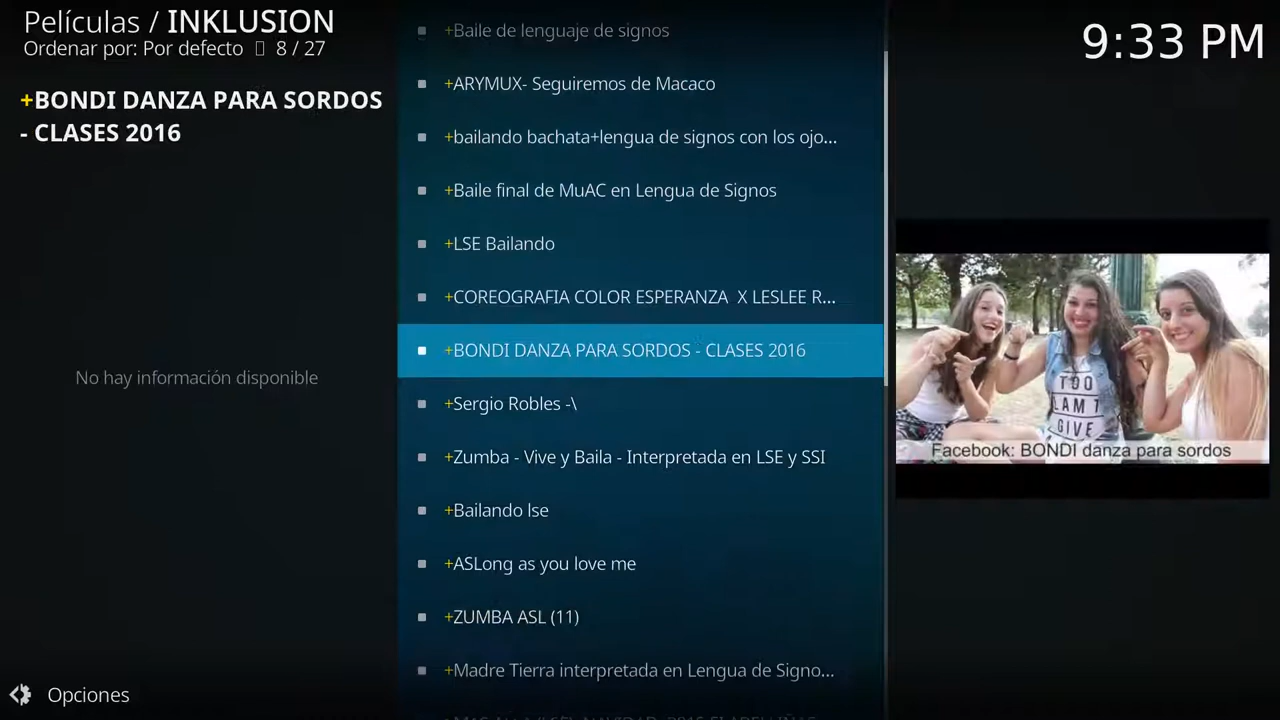 Películas / INKLUSION
Ordenar por: Por defecto 8 / 27
9:33 PM
+BONDI DANZA PARA SORDOS
- CLASES 2016
No hay información disponible
+Baile de lenguaje de signos
+ARYMUX- Seguiremos de Macaco
+bailando bachata+lengua de signos con los ojo...
+Baile final de MuAC en Lengua de Signos
+LSE Bailando
+COREOGRAFIA COLOR ESPERANZA X LESLEE R...
+BONDI DANZA PARA SORDOS - CLASES 2016
+Sergio Robles -\
+Zumba - Vive y Baila - Interpretada en LSE y SSI
+Bailando lse
+ASLong as you love me
+ZUMBA ASL (11)
+Madre Tierra interpretada en Lengua de Signo...
GIVE
Facebook: BONDI danza para sordos
Opciones